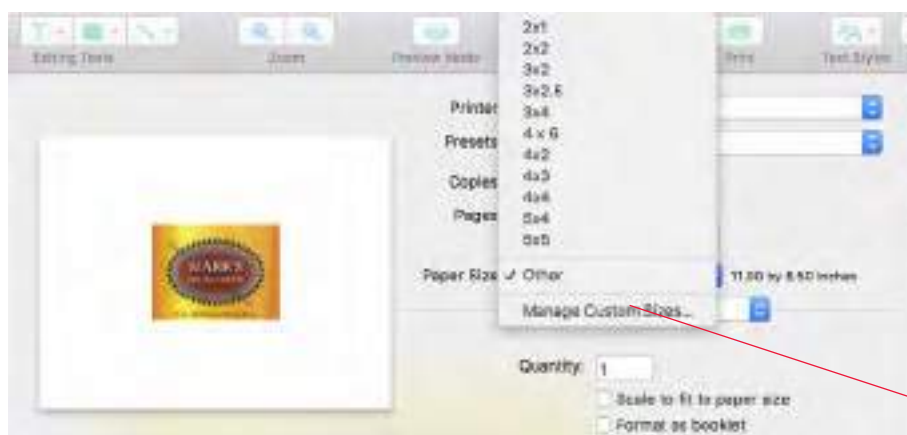 Editing Tools
Zoom
Preview Mode
Print
Text Styles
2x1
2x2
3x2
3x2.5
3x4
4 x 6
4x2
4x3
4x4
5x4
5x5
✓ Other
Manage Custom Sizes...
Printer
Presets
Copies
Pages
Paper Size
11.00 by 8.50 inches
Quantity: 1
Scale to fit to paper size
Format as booklet